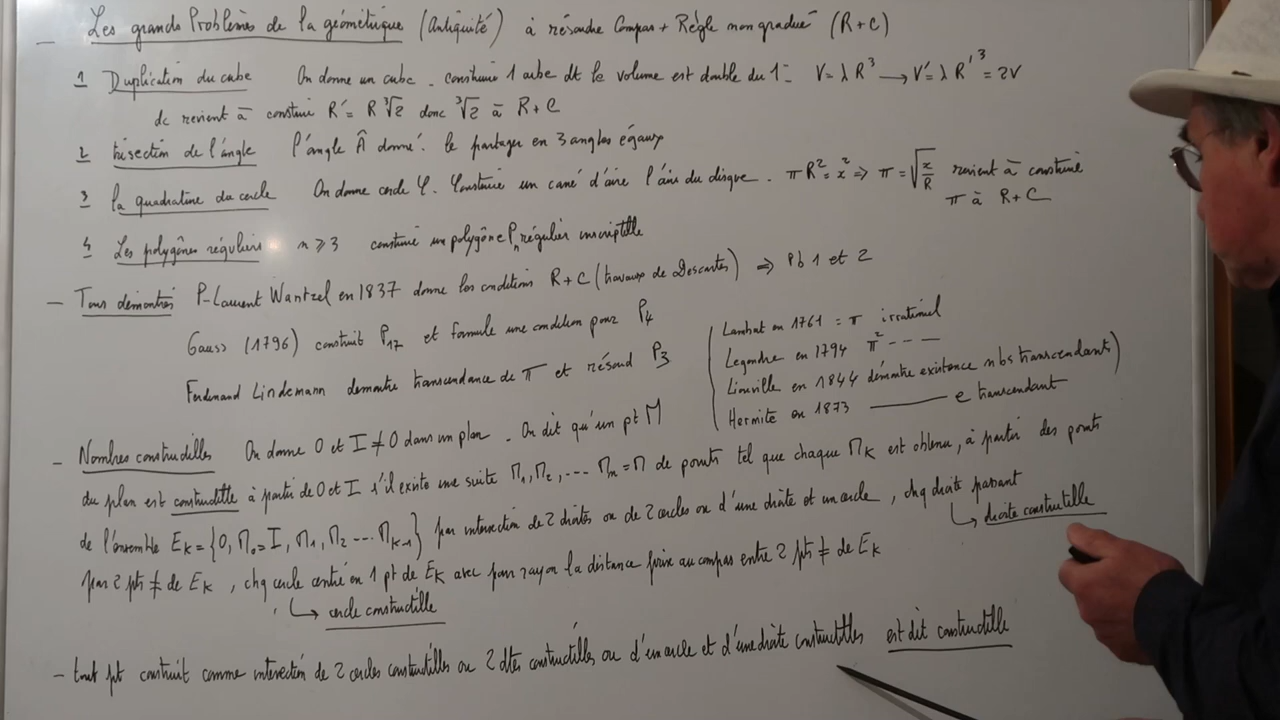 — Les grands Problèmes de la géométrique (Antiquité) à résoudre Compas + Règle non graduée (R+C)
1 Duplication du cube On donne un cube. construire 1 cube dt le volume est double du 1er V = λR³ → V' = λR'³ = 2V
dc revient à construire R' = R ∛2 donc ∛2 à R + C
2 trisection de l'angle l'angle Â donné. le partager en 3 angles égaux
3 la quadrature du cercle On donne cercle φ. Construire un carré d'aire l'aire du disque. πR² = x² => π = √(x/R) revient à construire
π à R + C
4 Les polygônes réguliers n ≥ 3 construire un polygône Pn régulier inscriptible
— Tous démontrés P-Laurent Wantzel en 1837 donne les conditions R+C (travaux de Descartes) => Pb 1 et 2
Gauss (1796) construit P17 et formule une condition pour P4
Ferdinand Lindemann démontre transcendance de π et résoud P3
( Lambert en 1761 = π irrationnel
Legendre en 1794 π² - - -
Liouville en 1844 démontre existence nbs transcendants )
Hermite en 1873 ——— e transcendant
— Nombres constructibles On donne O et I ≠ O dans un plan. On dit qu'un pt M
du plan est constructible à partir de O et I s'il existe une suite M1, M2, --- Mm = M de points tel que chaque MK est obtenu, à partir des points
de l'ensemble EK = {O, M0 = I, M1, M2 --- MK-1} par intersection de 2 droites ou de 2 cercles ou d'une droite et un cercle, chq droite passant
↳ droite constructible
par 2 pts ≠ de EK, chq cercle centré en 1 pt de EK avec pour rayon la distance prise au compas entre 2 pts ≠ de EK
↳ cercle constructible
— tout pt construit comme intersection de 2 cercles constructibles ou 2 dtes constructibles ou d'un cercle et d'une droite constructibles est dit constructible